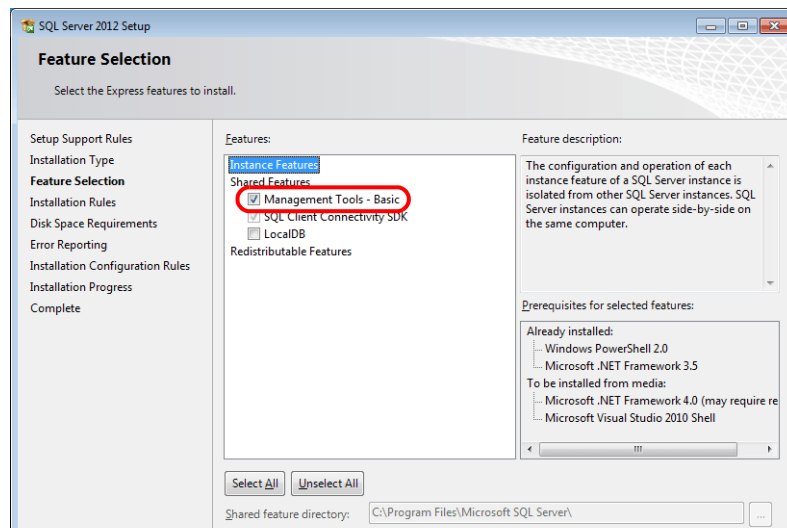 SQL Server 2012 Setup
Feature Selection
Select the Express features to install.
Setup Support Rules
Installation Type
Feature Selection
Installation Rules
Disk Space Requirements
Error Reporting
Installation Configuration Rules
Installation Progress
Complete
Features:
Instance Features
Shared Features
Management Tools - Basic
SQL Client Connectivity SDK
LocalDB
Redistributable Features
Feature description:
The configuration and operation of each
instance feature of a SQL Server instance is
isolated from other SQL Server instances. SQL
Server instances can operate side-by-side on
the same computer.
Prerequisites for selected features:
Already installed:
Windows PowerShell 2.0
Microsoft .NET Framework 3.5
To be installed from media:
Microsoft .NET Framework 4.0 (may require re
Microsoft Visual Studio 2010 Shell
Select All
Unselect All
Shared feature directory:
C:\Program Files\Microsoft SQL Server\
...